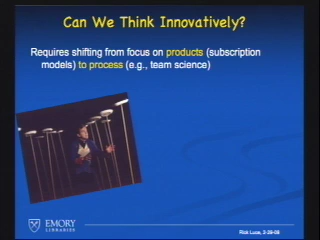 Can We Think Innovatively?
Requires shifting from focus on products (subscription
models) to process (e.g., team science)
EMORY
LIBRARIES
Rick Luce, 3-28-08